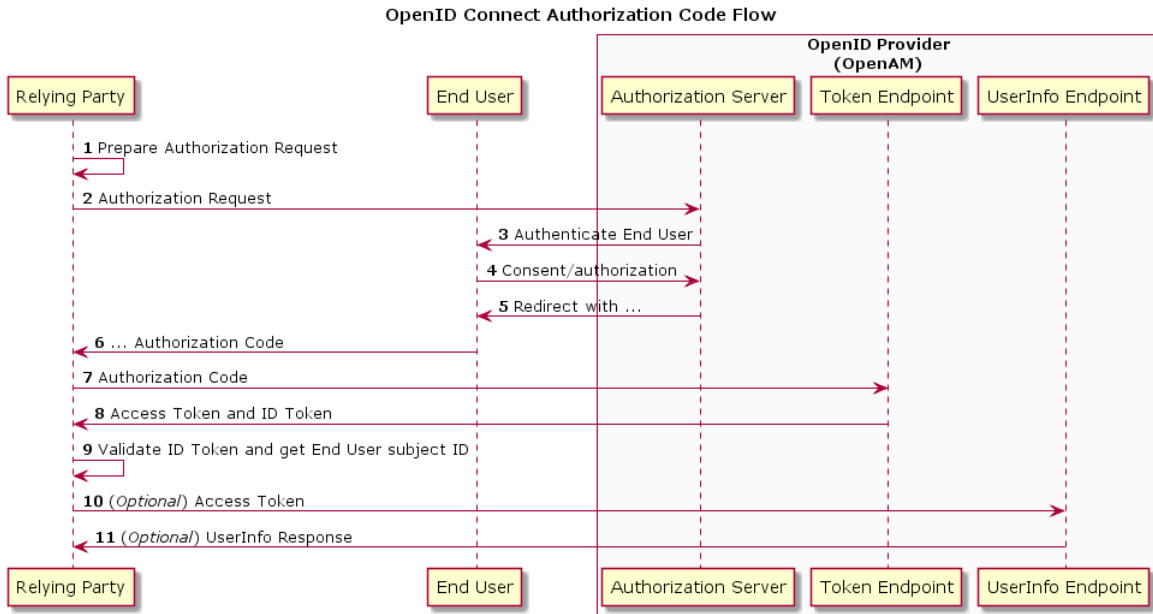 OpenID Connect Authorization Code Flow
OpenID Provider
(OpenAM)
Relying Party
End User
Authorization Server
Token Endpoint
UserInfo Endpoint
1 Prepare Authorization Request
2 Authorization Request
3 Authenticate End User
4 Consent/authorization
5 Redirect with ...
6 ... Authorization Code
7 Authorization Code
8 Access Token and ID Token
9 Validate ID Token and get End User subject ID
10 (Optional) Access Token
11 (Optional) UserInfo Response
Relying Party
End User
Authorization Server
Token Endpoint
UserInfo Endpoint